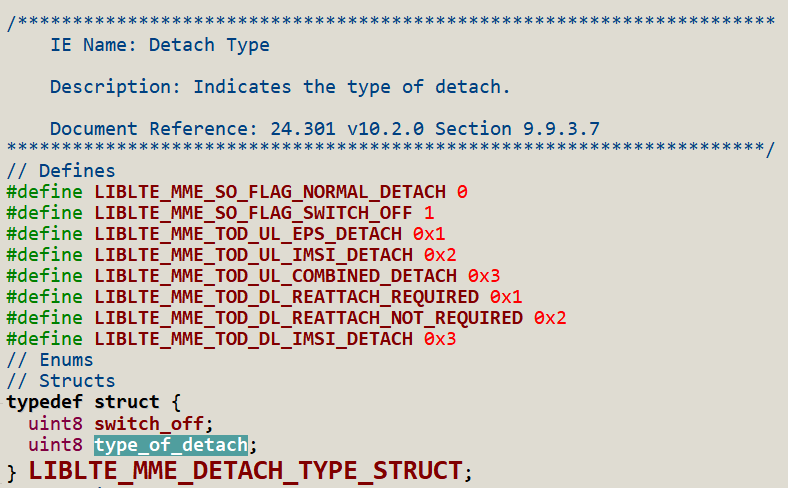 /*********************************************************************
IE Name: Detach Type
Description: Indicates the type of detach.
Document Reference: 24.301 v10.2.0 Section 9.9.3.7
*********************************************************************/
// Defines
#define LIBLTE_MME_SO_FLAG_NORMAL_DETACH 0
#define LIBLTE_MME_SO_FLAG_SWITCH_OFF 1
#define LIBLTE_MME_TOD_UL_EPS_DETACH 0x1
#define LIBLTE_MME_TOD_UL_IMSI_DETACH 0x2
#define LIBLTE_MME_TOD_UL_COMBINED_DETACH 0x3
#define LIBLTE_MME_TOD_DL_REATTACH_REQUIRED 0x1
#define LIBLTE_MME_TOD_DL_REATTACH_NOT_REQUIRED 0x2
#define LIBLTE_MME_TOD_DL_IMSI_DETACH 0x3
// Enums
// Structs
typedef struct {
uint8 switch_off;
uint8 type_of_detach;
} LIBLTE_MME_DETACH_TYPE_STRUCT;